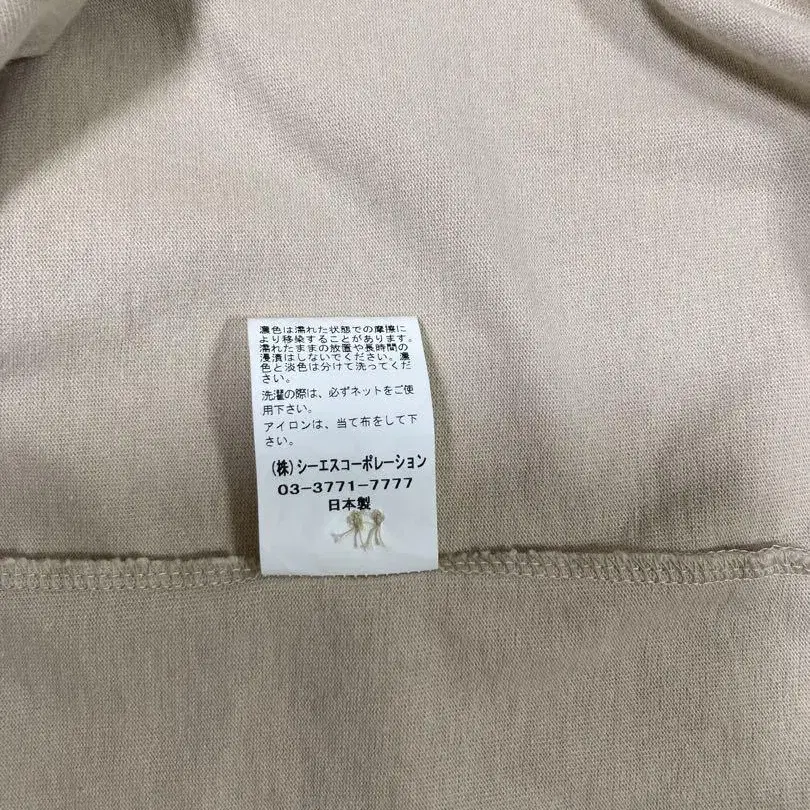 濃色は濡れた状態での摩擦に
より移染することがあります。
濡れたままの放置や長時間の
浸漬はしないでください。濃
色と淡色は分けて洗ってくだ
さい。
洗濯の際は、必ずネットをご使
用下さい。
アイロンは、当て布をして下
さい。
(株)シーエスコーポレーション
03-3771-7777
日本製